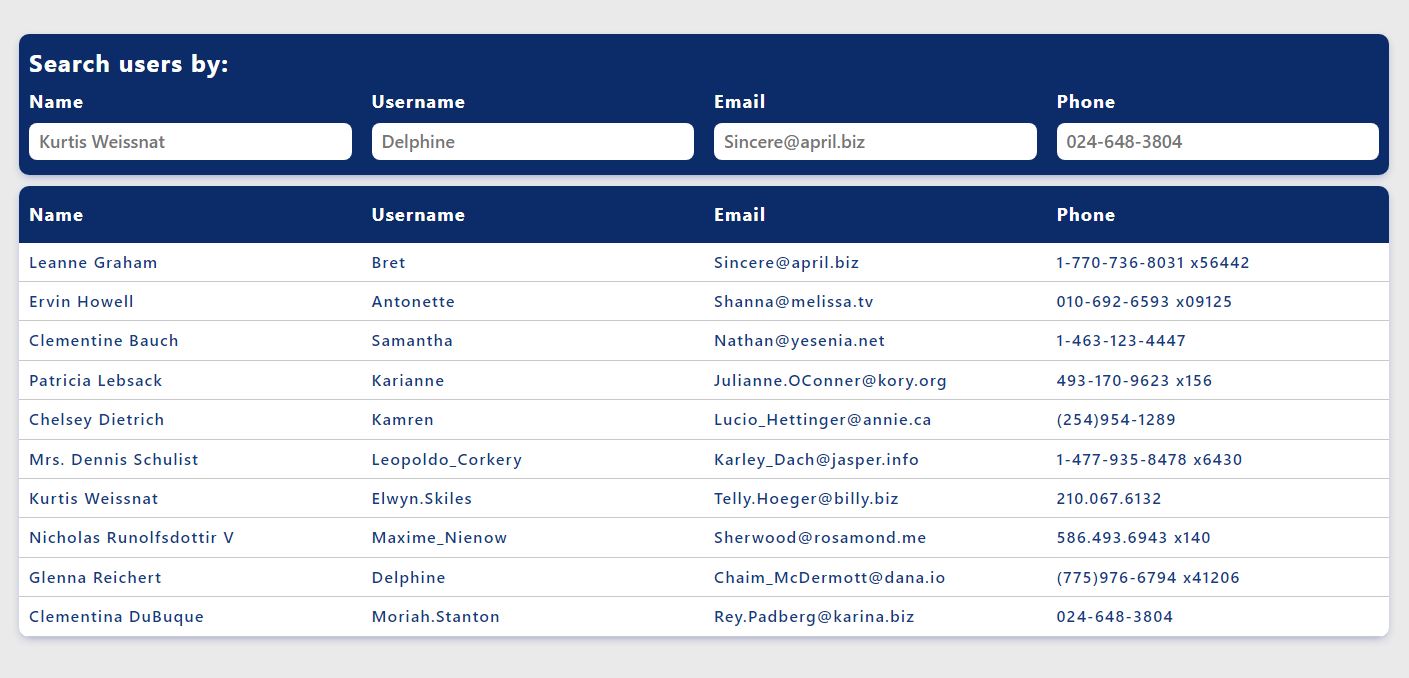 Search users by:
Name Username Email Phone
Kurtis Weissnat Delphine Sincere@april.biz 024-648-3804
Name Username Email Phone
Leanne Graham Bret Sincere@april.biz 1-770-736-8031 x56442
Ervin Howell Antonette Shanna@melissa.tv 010-692-6593 x09125
Clementine Bauch Samantha Nathan@yesenia.net 1-463-123-4447
Patricia Lebsack Karianne Julianne.OConner@kory.org 493-170-9623 x156
Chelsey Dietrich Kamren Lucio_Hettinger@annie.ca (254)954-1289
Mrs. Dennis Schulist Leopoldo_Corkery Karley_Dach@jasper.info 1-477-935-8478 x6430
Kurtis Weissnat Elwyn.Skiles Telly.Hoeger@billy.biz 210.067.6132
Nicholas Runolfsdottir V Maxime_Nienow Sherwood@rosamond.me 586.493.6943 x140
Glenna Reichert Delphine Chaim_McDermott@dana.io (775)976-6794 x41206
Clementina DuBuque Moriah.Stanton Rey.Padberg@karina.biz 024-648-3804